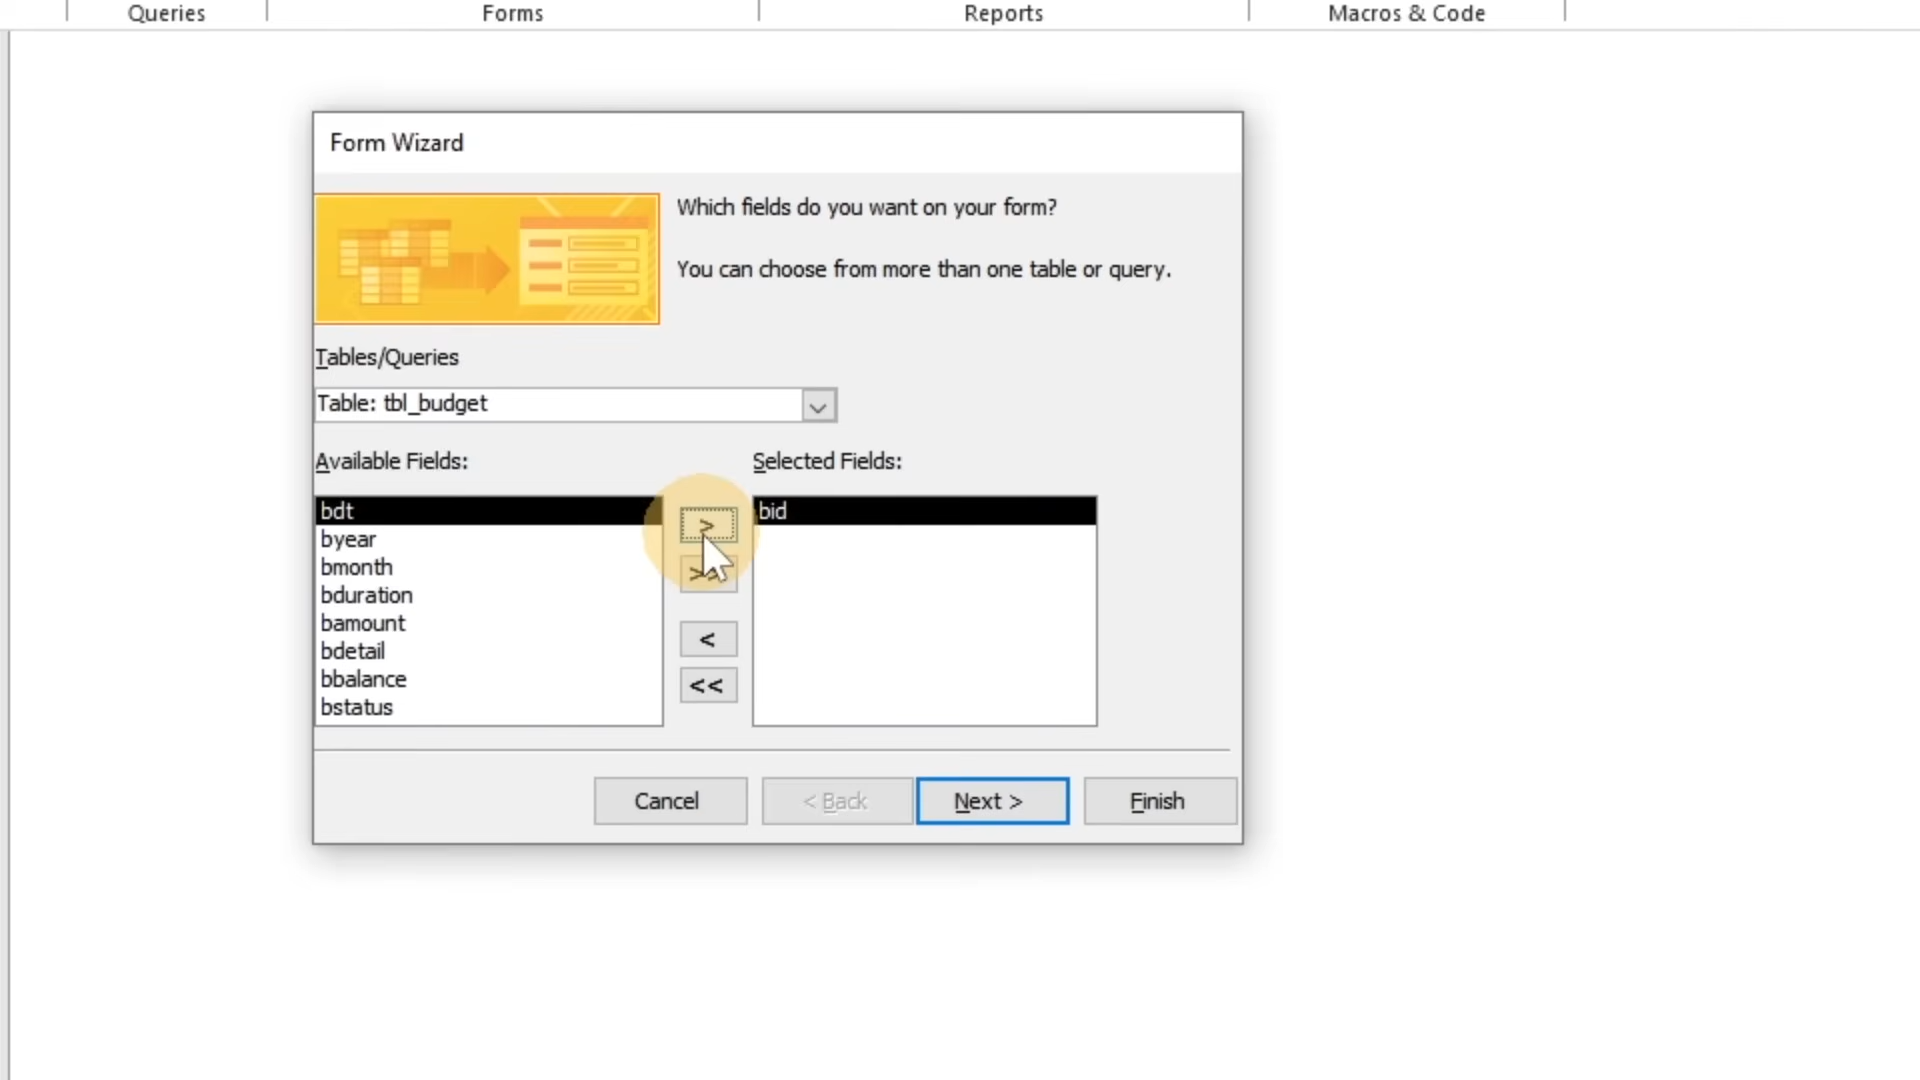 Queries
Forms
Reports
Macros & Code
Form Wizard
Which fields do you want on your form?
You can choose from more than one table or query.
Tables/Queries
Table: tbl_budget
Available Fields:
Selected Fields:
bdt
byear
bmonth
bduration
bamount
bdetail
bbalance
bstatus
>
>>
<
<<
bid
Cancel
< Back
Next >
Finish